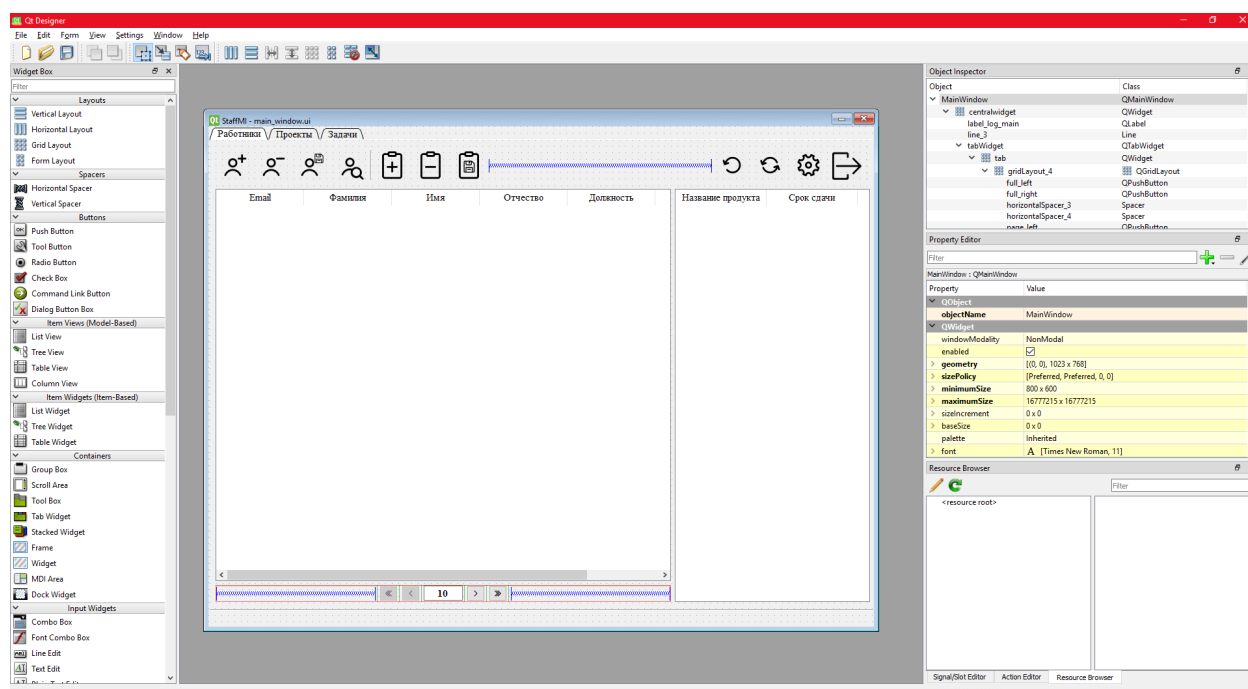 Qt Designer
File Edit Form View Settings Window Help
Widget Box
Filter
Layouts
Vertical Layout
Horizontal Layout
Grid Layout
Form Layout
Spacers
Horizontal Spacer
Vertical Spacer
Buttons
Push Button
Tool Button
Radio Button
Check Box
Command Link Button
Dialog Button Box
Item Views (Model-Based)
List View
Tree View
Table View
Column View
Item Widgets (Item-Based)
List Widget
Tree Widget
Table Widget
Containers
Group Box
Scroll Area
Tool Box
Tab Widget
Stacked Widget
Frame
Widget
MDI Area
Dock Widget
Input Widgets
Combo Box
Font Combo Box
Line Edit
Text Edit
StaffMI - main_window.ui
Работники Проекты Задачи
Email Фамилия Имя Отчество Должность
Название продукта Срок сдачи
10
Object Inspector
Object Class
MainWindow QMainWindow
centralwidget QWidget
label_log_main QLabel
line_3 Line
tabWidget QTabWidget
tab QWidget
gridLayout_4 QGridLayout
full_left QPushButton
full_right QPushButton
horizontalSpacer_3 Spacer
horizontalSpacer_4 Spacer
page_left QPushButton
Property Editor
Filter
MainWindow : QMainWindow
Property Value
QObject
objectName MainWindow
QWidget
windowModality NonModal
enabled
geometry [(0, 0), 1023 x 768]
sizePolicy [Preferred, Preferred, 0, 0]
minimumSize 800 x 600
maximumSize 16777215 x 16777215
sizeIncrement 0 x 0
baseSize 0 x 0
palette Inherited
font A [Times New Roman, 11]
Resource Browser
Filter
<resource root>
Signal/Slot Editor Action Editor Resource Browser